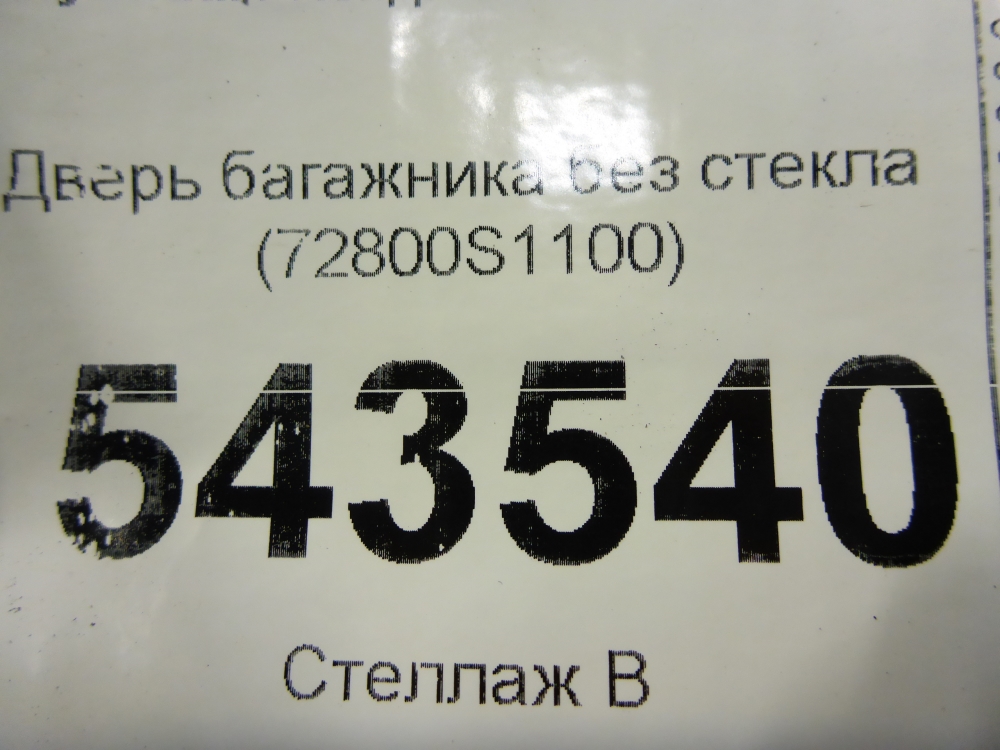 Дверь багажника без стекла
(72800S1100)
543540
Стеллаж В